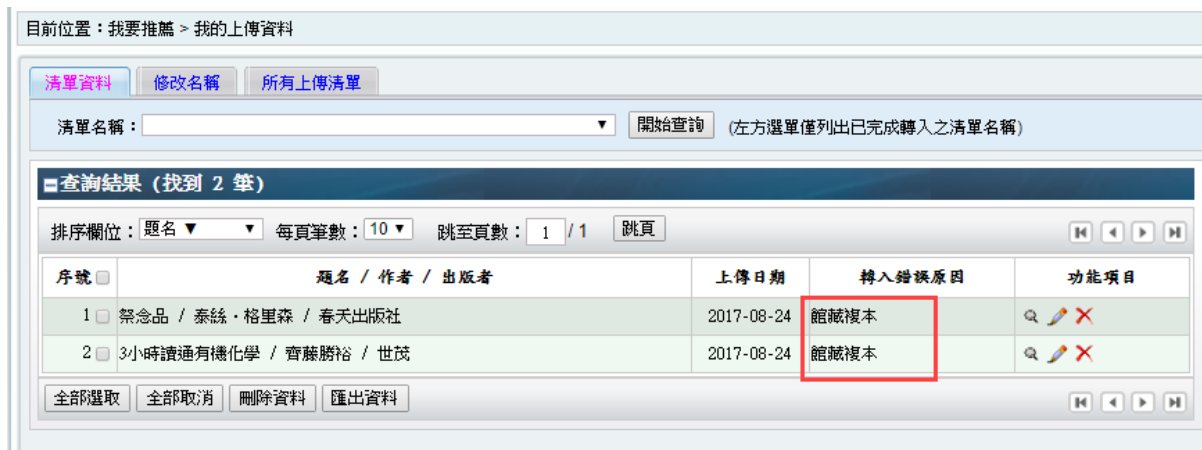 目前位置：我要推薦 > 我的上傳資料
清單資料 修改名稱 所有上傳清單
清單名稱： 開始查詢 (左方選單僅列出已完成轉入之清單名稱)
查詢結果 (找到 2 筆)
排序欄位：題名▼ 每頁筆數：10 跳至頁數：1 / 1 跳頁
序號 題名 / 作者 / 出版者 上傳日期 轉入錯誤原因 功能項目
1 祭念品 / 泰絲．格里森 / 春天出版社 2017-08-24 館藏複本
2 3小時讀通有機化學 / 齊藤勝裕 / 世茂 2017-08-24 館藏複本
全部選取 全部取消 刪除資料 匯出資料